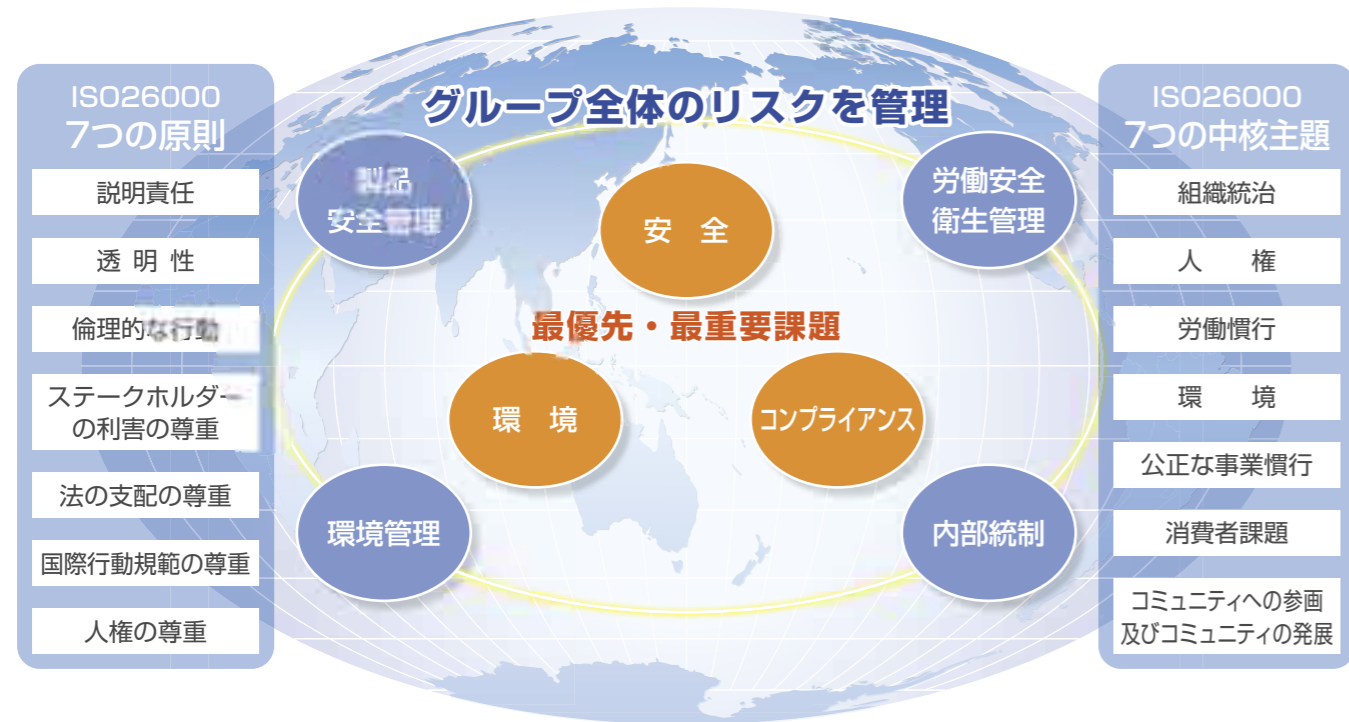 グループ全体のリスクを管理
ISO26000
7つの原則
説明責任
透 明 性
倫理的な行動
ステークホルダー
の利害の尊重
法の支配の尊重
国際行動規範の尊重
人権の尊重
製品
安全管理
労働安全
衛生管理
安 全
最優先・最重要課題
環 境
コンプライアンス
環境管理
内部統制
ISO26000
7つの中核主題
組織統治
人 権
労働慣行
環 境
公正な事業慣行
消費者課題
コミュニティへの参画
及びコミュニティの発展